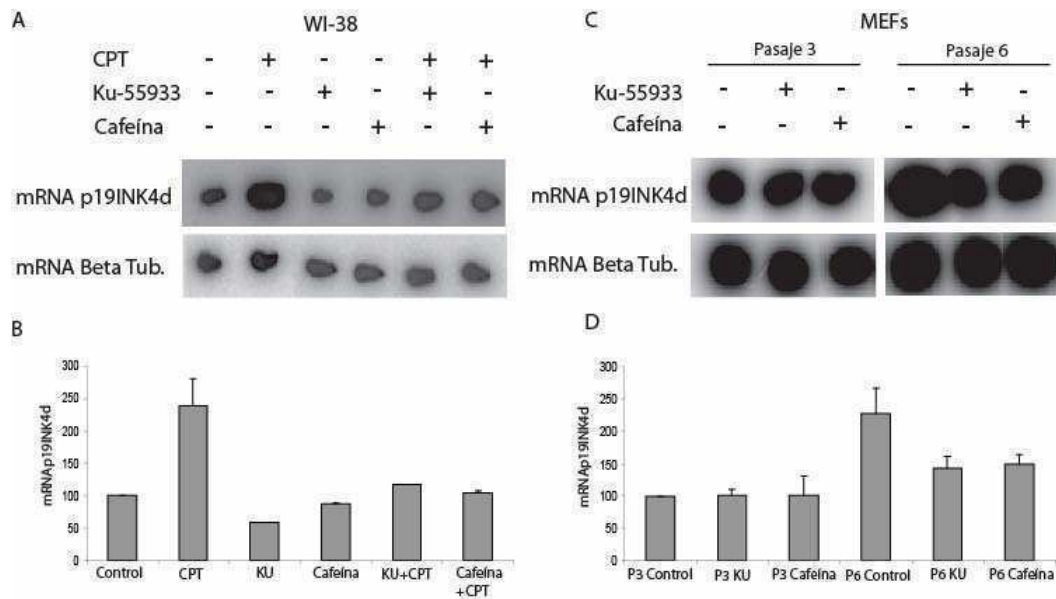 A
WI-38
CPT - + - - + +
Ku-55933 - - + - + -
Cafeína - - - + - +
mRNA p19INK4d
mRNA Beta Tub.
C
MEFs
Pasaje 3 Pasaje 6
Ku-55933 - + - - + -
Cafeína - - + - - +
mRNA p19INK4d
mRNA Beta Tub.
B
mRNAp19INK4d
300
250
200
150
100
50
0
Control CPT KU Cafeína KU+CPT Cafeína
+CPT
D
mRNAp19INK4d
300
250
200
150
100
50
0
P3 Control P3 KU P3 Cafeína P6 Control P6 KU P6 Cafeína